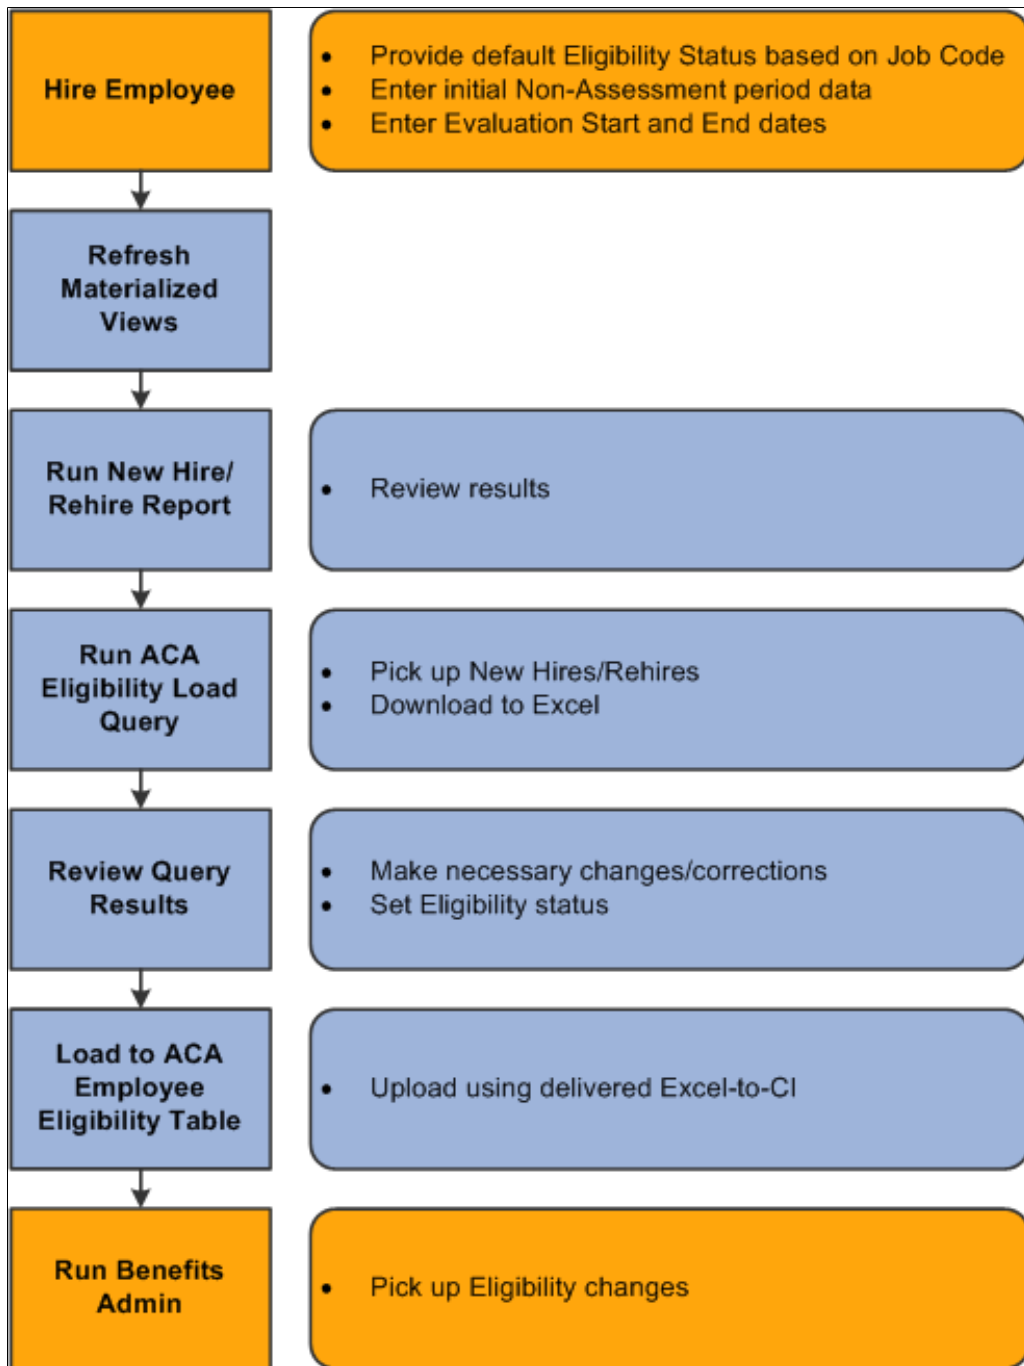 Hire Employee
• Provide default Eligibility Status based on Job Code
• Enter initial Non-Assessment period data
• Enter Evaluation Start and End dates
Refresh
Materialized
Views
Run New Hire/
Rehire Report
• Review results
Run ACA
Eligibility Load
Query
• Pick up New Hires/Rehires
• Download to Excel
Review Query
Results
• Make necessary changes/corrections
• Set Eligibility status
Load to ACA
Employee
Eligibility Table
• Upload using delivered Excel-to-CI
Run Benefits
Admin
• Pick up Eligibility changes